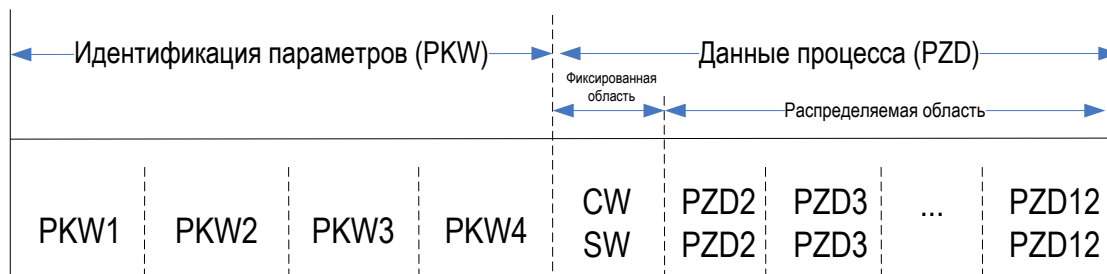 Идентификация параметров (PKW)
Данные процесса (PZD)
Фиксированная
область
Распределяемая область
PKW1
PKW2
PKW3
PKW4
CW
SW
PZD2
PZD2
PZD3
PZD3
...
PZD12
PZD12